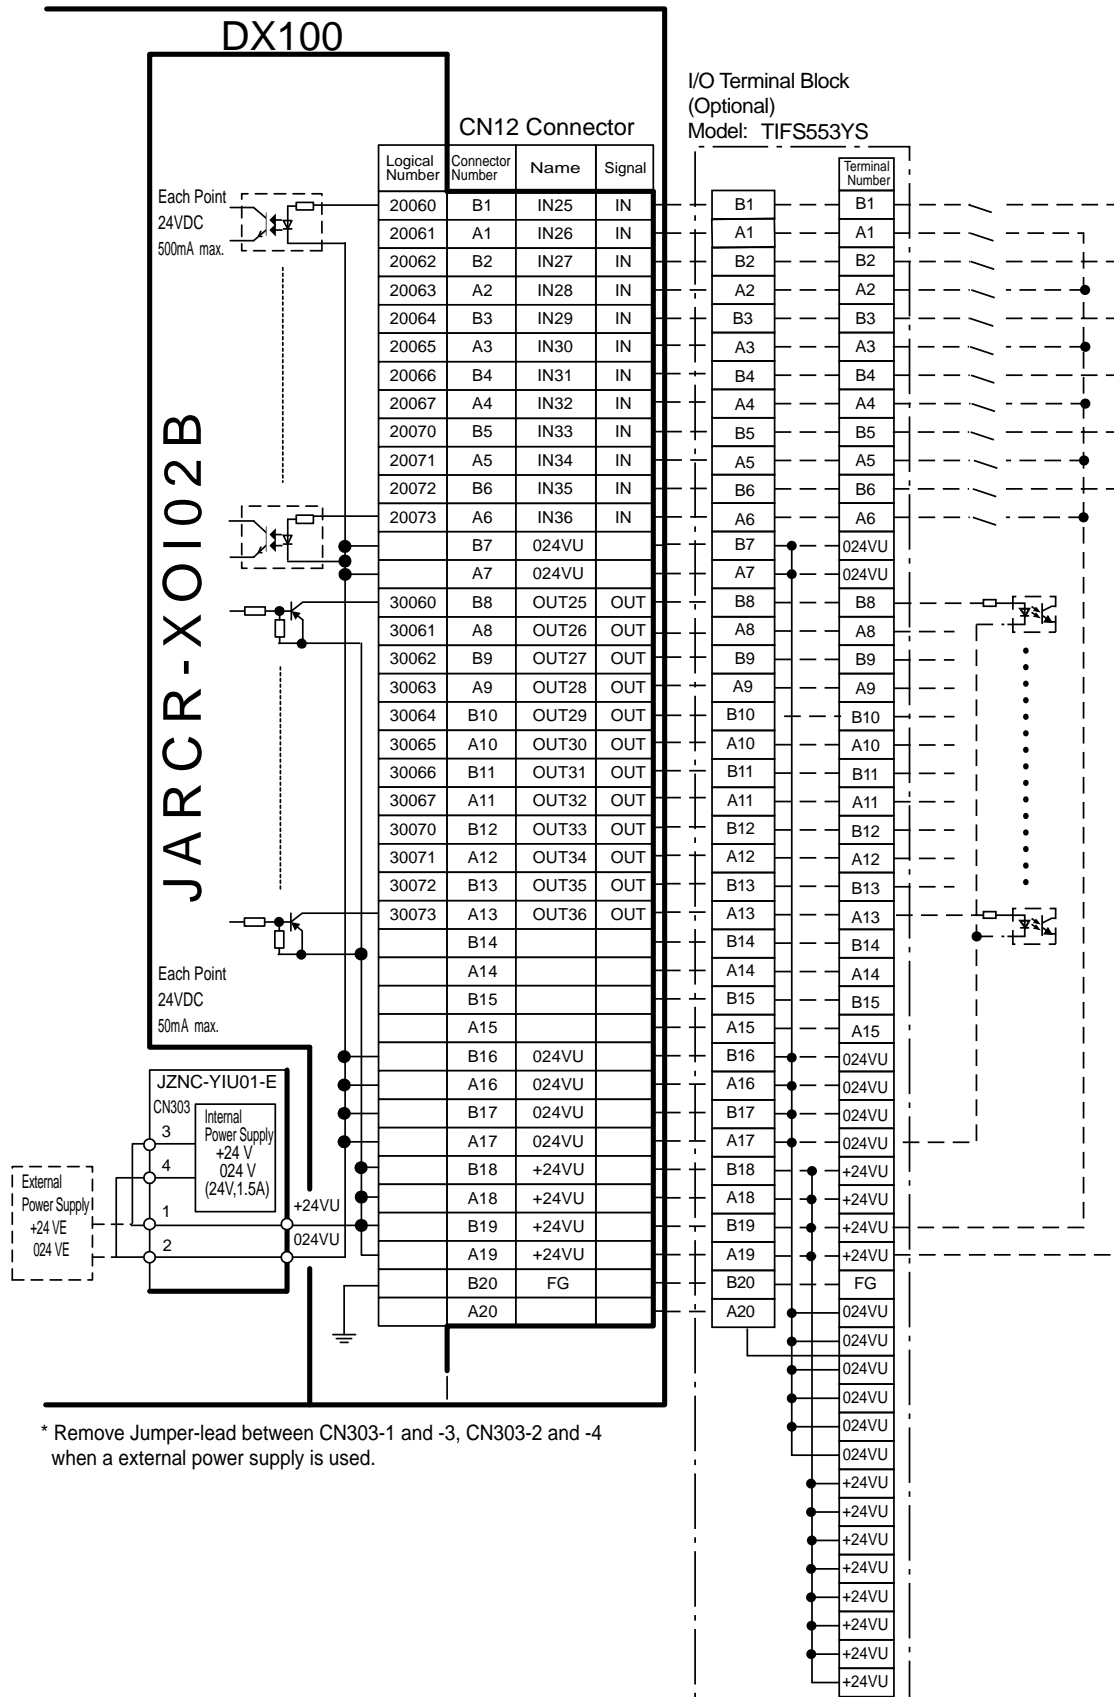 DX100
I/O Terminal Block
(Optional)
Model: TIFS553YS
CN12 Connector
Logical Number Connector Number Name Signal Terminal Number
Each Point
24VDC
500mA max.
20060 B1 IN25 IN B1 B1
20061 A1 IN26 IN A1 A1
20062 B2 IN27 IN B2 B2
20063 A2 IN28 IN A2 A2
20064 B3 IN29 IN B3 B3
20065 A3 IN30 IN A3 A3
20066 B4 IN31 IN B4 B4
20067 A4 IN32 IN A4 A4
20070 B5 IN33 IN B5 B5
20071 A5 IN34 IN A5 A5
20072 B6 IN35 IN B6 B6
20073 A6 IN36 IN A6 A6
B7 024VU B7 024VU
A7 024VU A7 024VU
30060 B8 OUT25 OUT B8 B8
30061 A8 OUT26 OUT A8 A8
30062 B9 OUT27 OUT B9 B9
30063 A9 OUT28 OUT A9 A9
30064 B10 OUT29 OUT B10 B10
30065 A10 OUT30 OUT A10 A10
30066 B11 OUT31 OUT B11 B11
30067 A11 OUT32 OUT A11 A11
30070 B12 OUT33 OUT B12 B12
30071 A12 OUT34 OUT A12 A12
30072 B13 OUT35 OUT B13 B13
30073 A13 OUT36 OUT A13 A13
B14 B14 B14
A14 A14 A14
B15 B15 B15
A15 A15 A15
B16 024VU B16 024VU
A16 024VU A16 024VU
B17 024VU B17 024VU
A17 024VU A17 024VU
B18 +24VU B18 +24VU
A18 +24VU A18 +24VU
B19 +24VU B19 +24VU
A19 +24VU A19 +24VU
B20 FG B20 FG
A20 A20 024VU
024VU
024VU
024VU
024VU
024VU
+24VU
+24VU
+24VU
+24VU
+24VU
+24VU
+24VU
+24VU
JARCR-XOI02B
Each Point
24VDC
50mA max.
JZNC-YIU01-E
CN303
3
4
1
2
Internal
Power Supply
+24 V
024 V
(24V,1.5A)
+24VU
024VU
External
Power Supply
+24 VE
024 VE
* Remove Jumper-lead between CN303-1 and -3, CN303-2 and -4
when a external power supply is used.